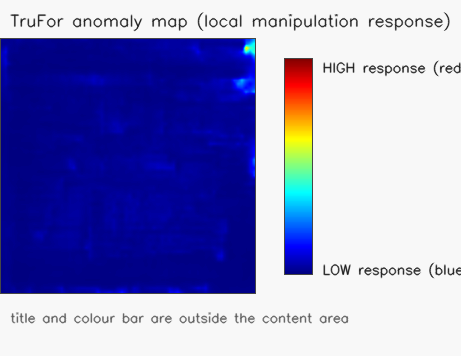 TruFor anomaly map (local manipulation response)
HIGH response (red
LOW response (blue
title and colour bar are outside the content area